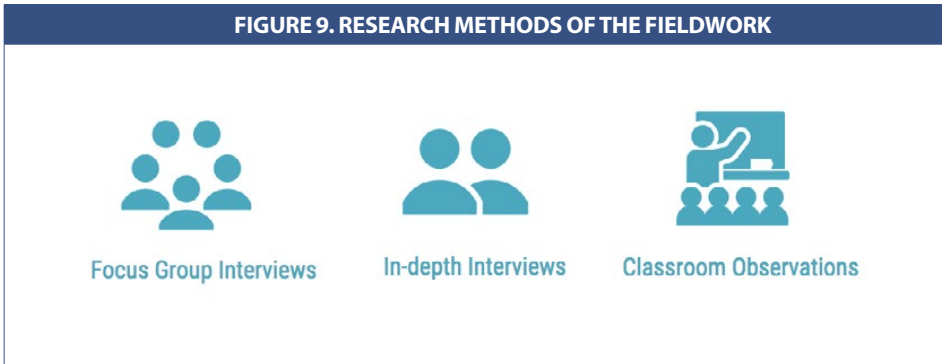 FIGURE 9. RESEARCH METHODS OF THE FIELDWORK
Focus Group Interviews
In-depth Interviews
Classroom Observations